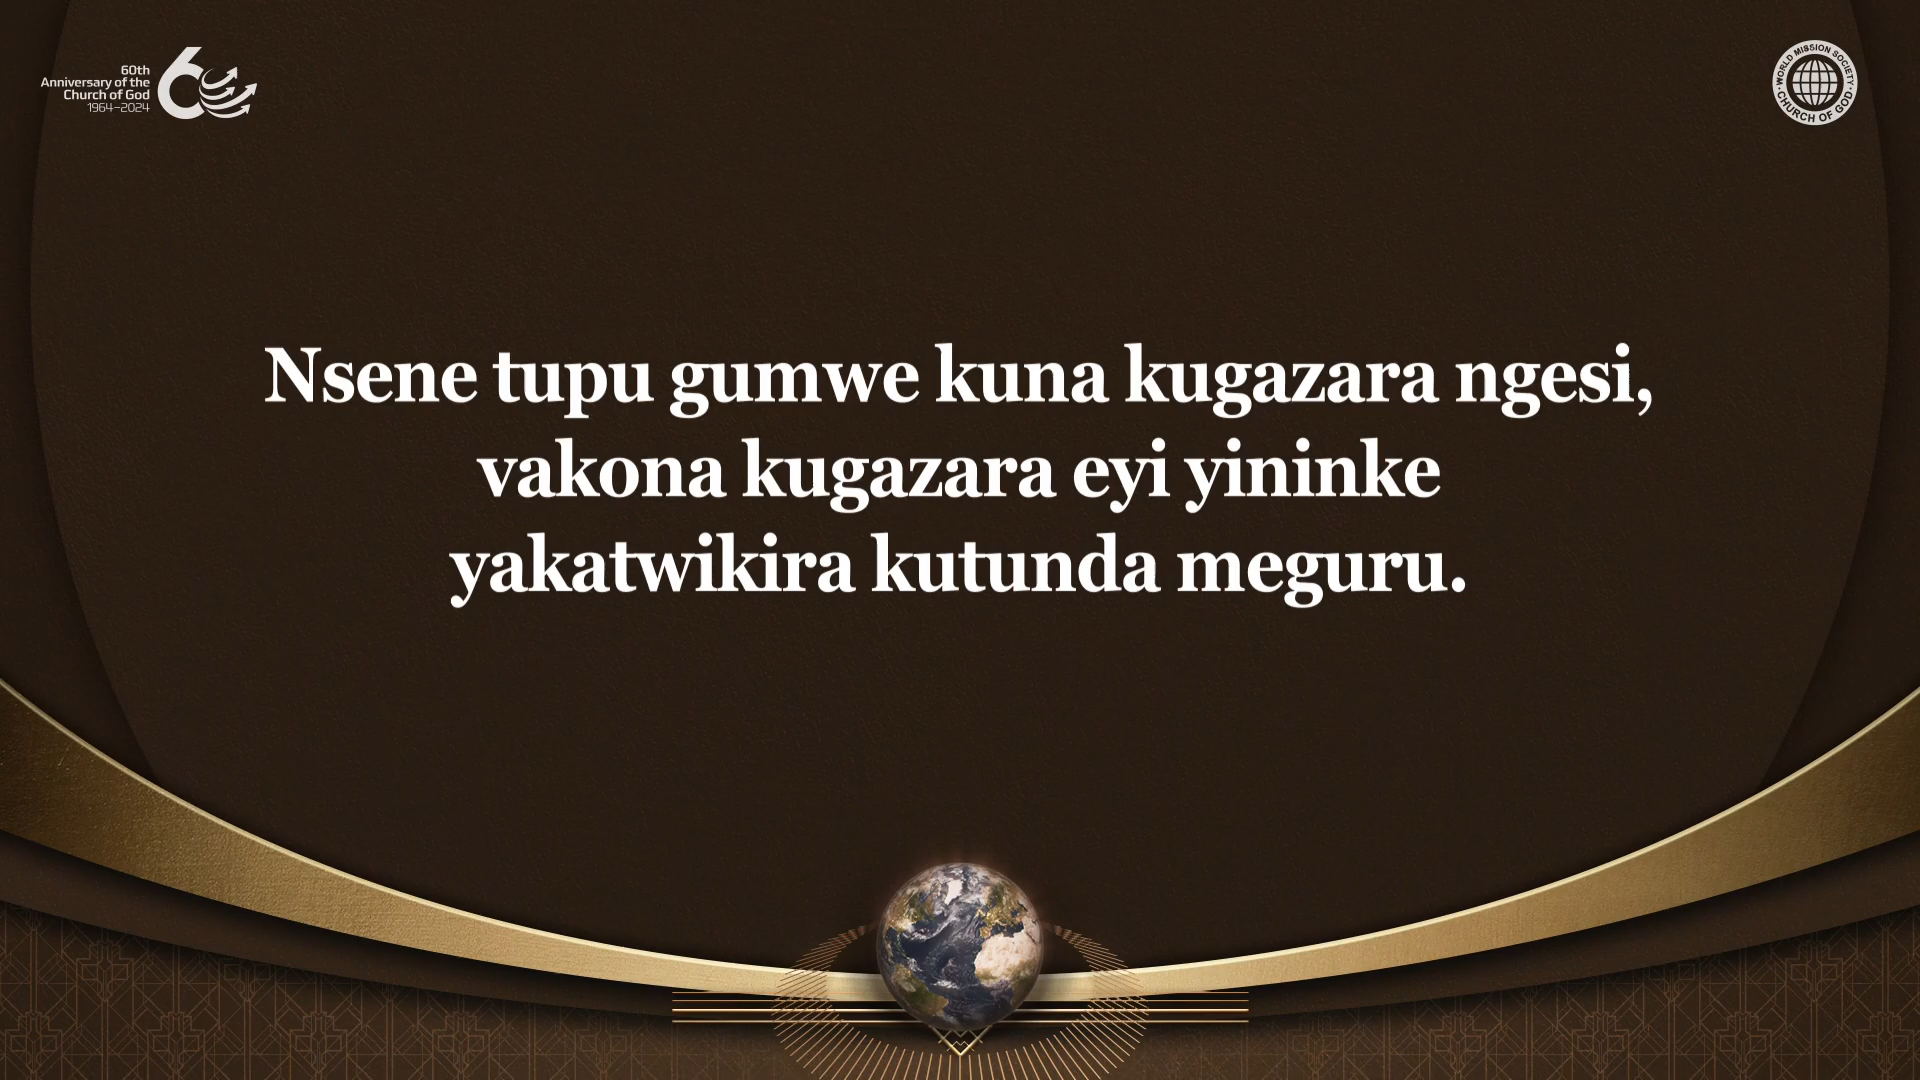 60th
Anniversary of the
Church of God
1964–2024
60
WORLD MISSION SOCIETY
CHURCH OF GOD
Nsene tupu gumwe kuna kugazara ngesi,
vakona kugazara eyi yininke
yakatwikira kutunda meguru.